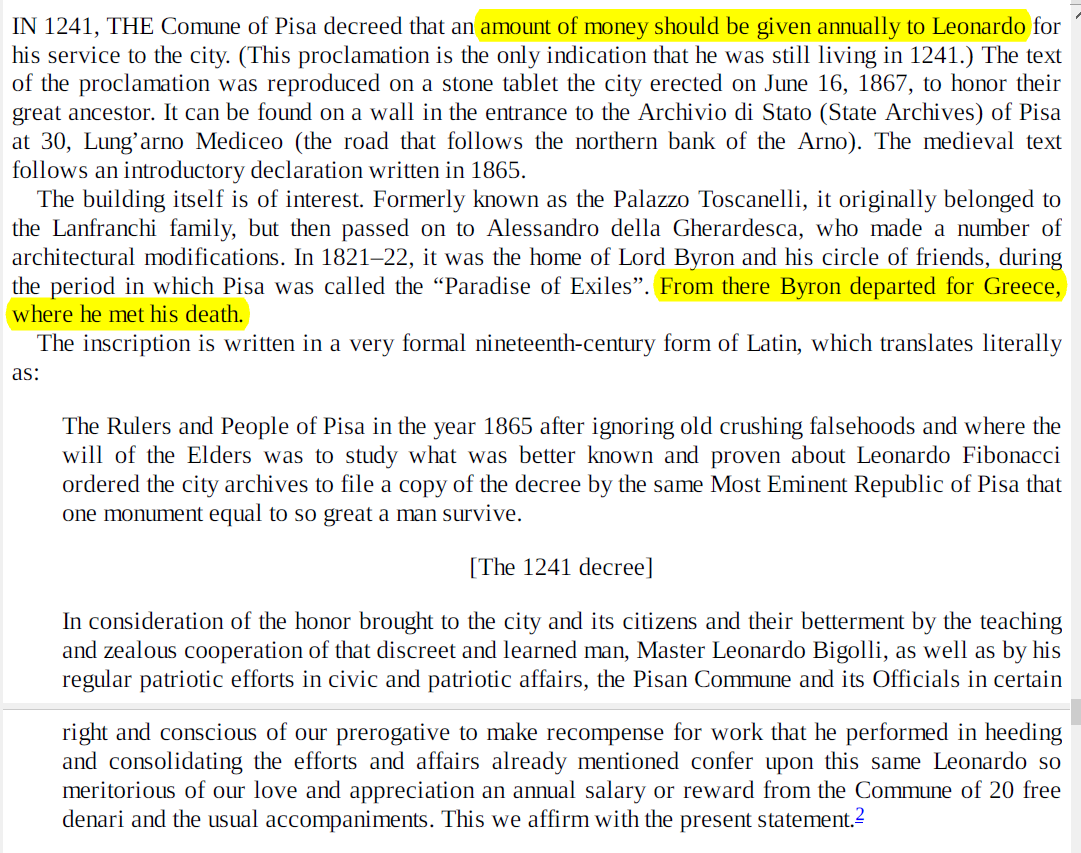 IN 1241, THE Comune of Pisa decreed that an amount of money should be given annually to Leonardo for
his service to the city. (This proclamation is the only indication that he was still living in 1241.) The text
of the proclamation was reproduced on a stone tablet the city erected on June 16, 1867, to honor their
great ancestor. It can be found on a wall in the entrance to the Archivio di Stato (State Archives) of Pisa
at 30, Lung’arno Mediceo (the road that follows the northern bank of the Arno). The medieval text
follows an introductory declaration written in 1865.
The building itself is of interest. Formerly known as the Palazzo Toscanelli, it originally belonged to
the Lanfranchi family, but then passed on to Alessandro della Gherardesca, who made a number of
architectural modifications. In 1821–22, it was the home of Lord Byron and his circle of friends, during
the period in which Pisa was called the “Paradise of Exiles”. From there Byron departed for Greece,
where he met his death.
The inscription is written in a very formal nineteenth-century form of Latin, which translates literally
as:
The Rulers and People of Pisa in the year 1865 after ignoring old crushing falsehoods and where the
will of the Elders was to study what was better known and proven about Leonardo Fibonacci
ordered the city archives to file a copy of the decree by the same Most Eminent Republic of Pisa that
one monument equal to so great a man survive.
[The 1241 decree]
In consideration of the honor brought to the city and its citizens and their betterment by the teaching
and zealous cooperation of that discreet and learned man, Master Leonardo Bigolli, as well as by his
regular patriotic efforts in civic and patriotic affairs, the Pisan Commune and its Officials in certain
right and conscious of our prerogative to make recompense for work that he performed in heeding
and consolidating the efforts and affairs already mentioned confer upon this same Leonardo so
meritorious of our love and appreciation an annual salary or reward from the Commune of 20 free
denari and the usual accompaniments. This we affirm with the present statement.2